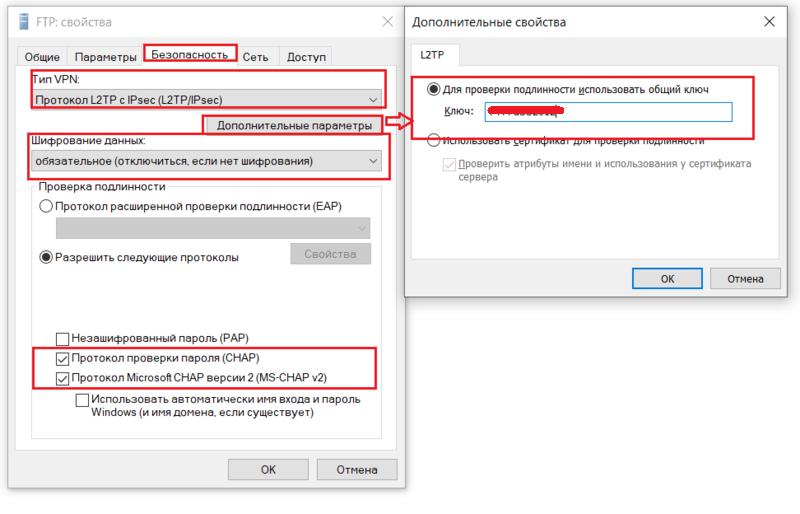 FTP: свойства
Общие
Параметры
Безопасность
Сеть
Доступ
Тип VPN:
Протокол L2TP с IPsec (L2TP/IPsec)
Дополнительные параметры
Шифрование данных:
обязательное (отключиться, если нет шифрования)
Проверка подлинности
Протокол расширенной проверки подлинности (EAP)
Свойства
Разрешить следующие протоколы
Незашифрованный пароль (PAP)
Протокол проверки пароля (CHAP)
Протокол Microsoft CHAP версии 2 (MS-CHAP v2)
Использовать автоматически имя входа и пароль
Windows (и имя домена, если существует)
OK
Отмена
Дополнительные свойства
L2TP
Для проверки подлинности использовать общий ключ
Ключ:
Использовать сертификат для проверки подлинности
Проверить атрибуты имени и использования у сертификата
сервера
OK
Отмена